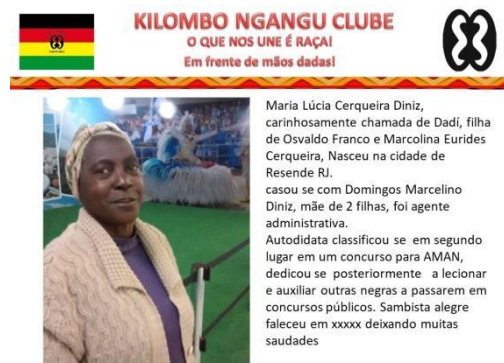 KILOMBO NGANGU CLUBE
O QUE NOS UNE É RAÇA!
Em frente de mãos dadas!
Maria Lúcia Cerqueira Diniz,
carinhosamente chamada de Dadí, filha
de Osvaldo Franco e Marcolina Eurides
Cerqueira, Nasceu na cidade de
Resende RJ.
casou se com Domingos Marcelino
Diniz, mãe de 2 filhas, foi agente
administrativa.
Autodidata classificou se em segundo
lugar em um concurso para AMAN,
dedicou se posteriormente a lecionar
e auxiliar outras negras a passarem em
concursos públicos. Sambista alegre
faleceu em xxxxx deixando muitas
saudades